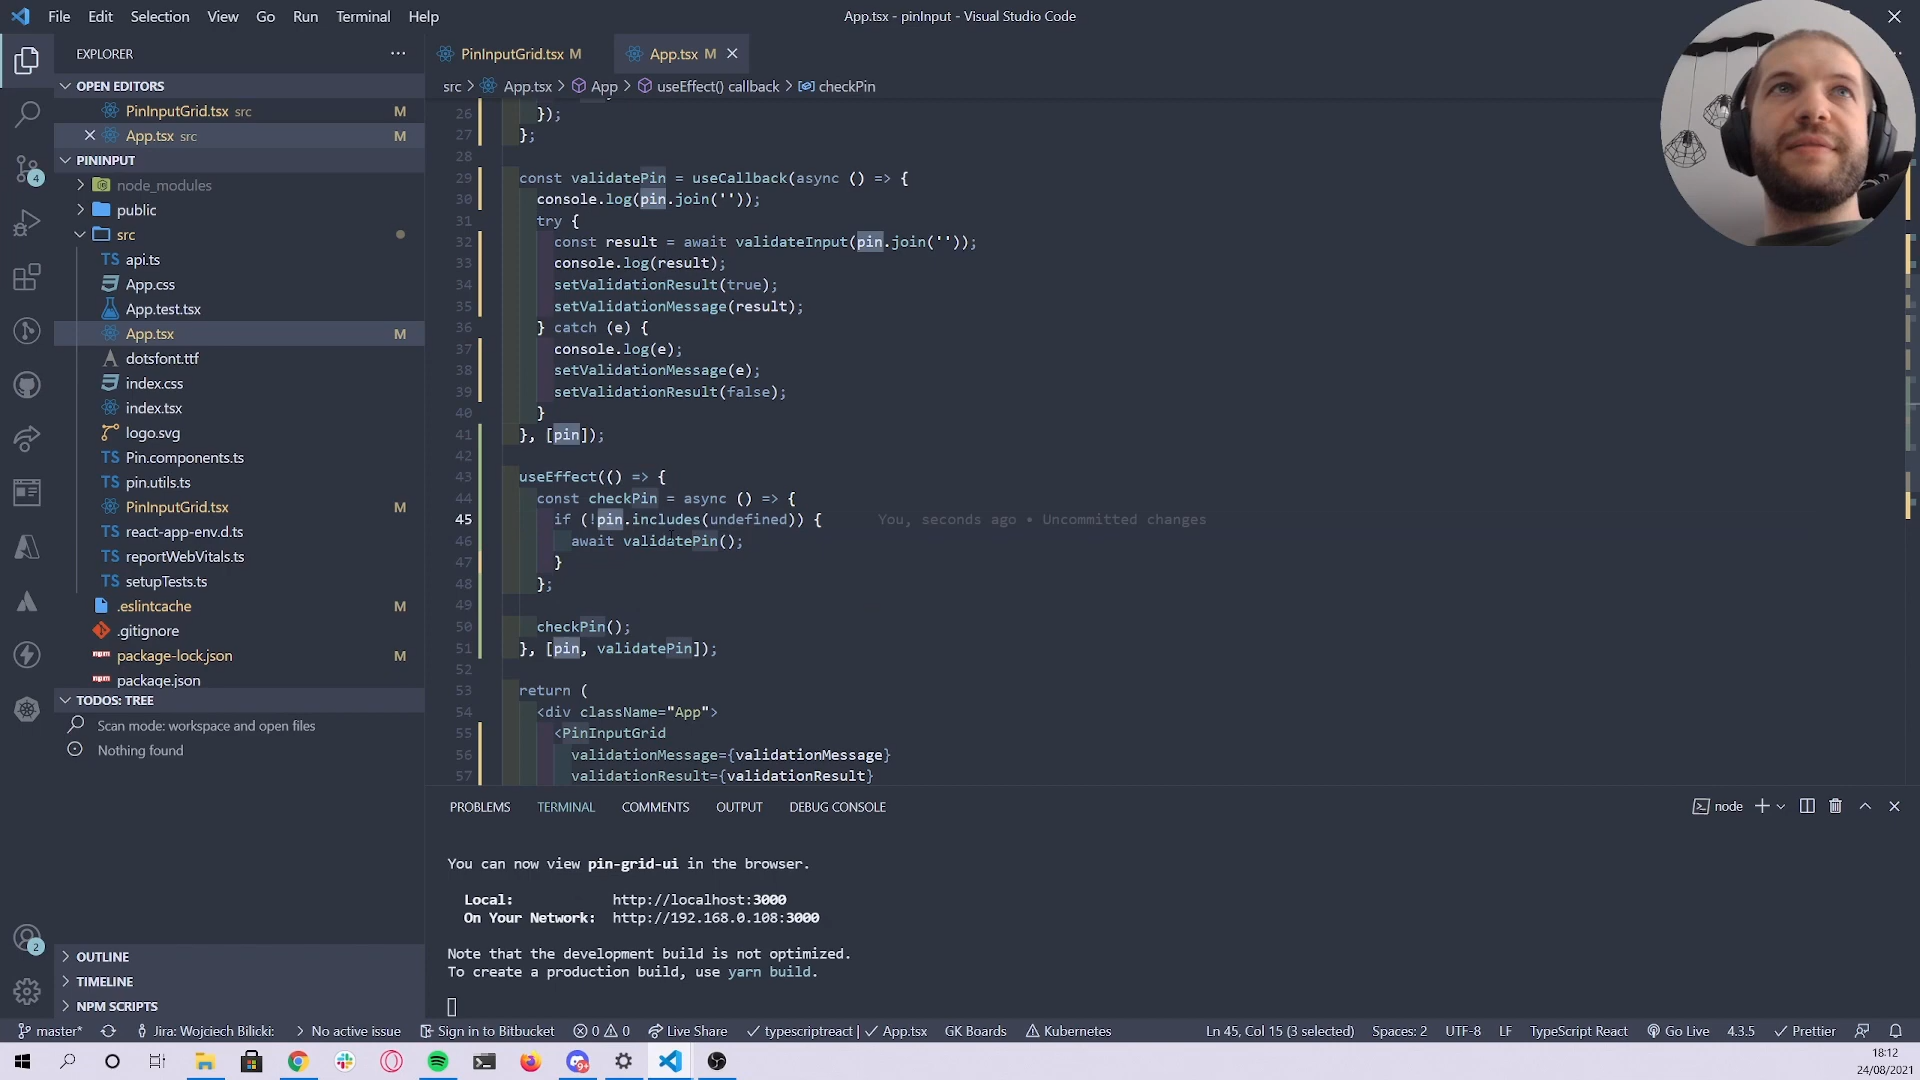 File Edit Selection View Go Run Terminal Help
App.tsx - pinInput - Visual Studio Code
EXPLORER
OPEN EDITORS
PinInputGrid.tsx src M
App.tsx src M
PININPUT
node_modules
public
src
TS api.ts
App.css
App.test.tsx
App.tsx M
dotsfont.ttf
index.css
index.tsx
logo.svg
TS Pin.components.ts
TS pin.utils.ts
PinInputGrid.tsx M
TS react-app-env.d.ts
TS reportWebVitals.ts
TS setupTests.ts
.eslintcache M
.gitignore
package-lock.json M
package.json
TODOS: TREE
Scan mode: workspace and open files
Nothing found
OUTLINE
TIMELINE
NPM SCRIPTS
4
2
PinInputGrid.tsx M App.tsx M
src > App.tsx > App > useEffect() callback > checkPin
26 });
27 };
28
29 const validatePin = useCallback(async () => {
30 console.log(pin.join(''));
31 try {
32 const result = await validateInput(pin.join(''));
33 console.log(result);
34 setValidationResult(true);
35 setValidationMessage(result);
36 } catch (e) {
37 console.log(e);
38 setValidationMessage(e);
39 setValidationResult(false);
40 }
41 }, [pin]);
42
43 useEffect(() => {
44 const checkPin = async () => {
45 if (!pin.includes(undefined)) { You, seconds ago • Uncommitted changes
46 await validatePin();
47 }
48 };
49
50 checkPin();
51 }, [pin, validatePin]);
52
53 return (
54 <div className="App">
55 <PinInputGrid
56 validationMessage={validationMessage}
57 validationResult={validationResult}
PROBLEMS TERMINAL COMMENTS OUTPUT DEBUG CONSOLE
node
You can now view pin-grid-ui in the browser.
Local: http://localhost:3000
On Your Network: http://192.168.0.108:3000
Note that the development build is not optimized.
To create a production build, use yarn build.
master* Jira: Wojciech Bilicki: No active issue Sign in to Bitbucket 0 0 Live Share typescriptreact | App.tsx GK Boards Kubernetes Ln 45, Col 15 (3 selected) Spaces: 2 UTF-8 LF TypeScript React Go Live 4.3.5 Prettier
9+
18:12
24/08/2021